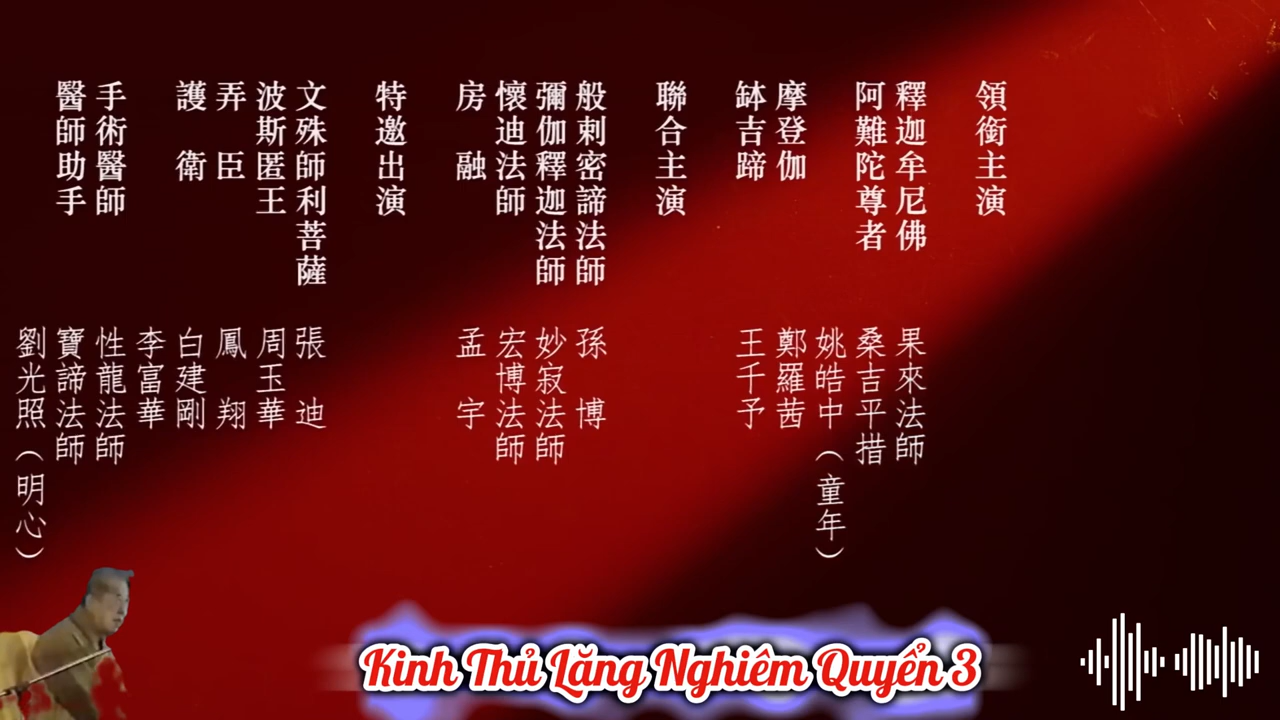 領銜主演
釋迦牟尼佛 果來法師
阿難陀尊者 桑吉平措
姚皓中（童年）
摩登伽 鄭羅茜
缽吉蹄 王千予
聯合主演
般剌密諦法師 孫博
彌伽釋迦法師 妙寂法師
懷迪法師 宏博法師
房融 孟宇
特邀出演
文殊師利菩薩 張迪
波斯匿王 周玉華
弄臣 鳳翔
護衛 白建剛
李富華
手術醫師 性龍法師
醫師助手 寶諦法師
劉光照（明心）
Kinh Thủ Lăng Nghiêm Quyển 3